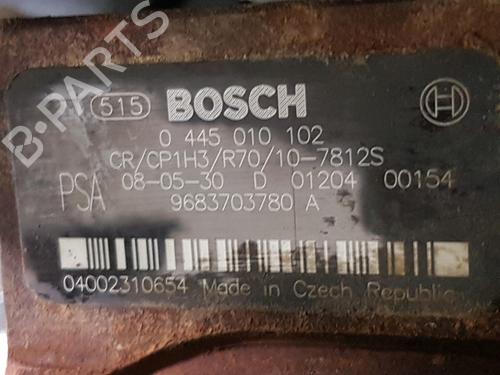 515 BOSCH
0 445 010 102
CR/CP1H3/R70/10-7812S
PSA 08-05-30 D 01204 00154
9683703780 A
04002310654 Made in Czech Republic